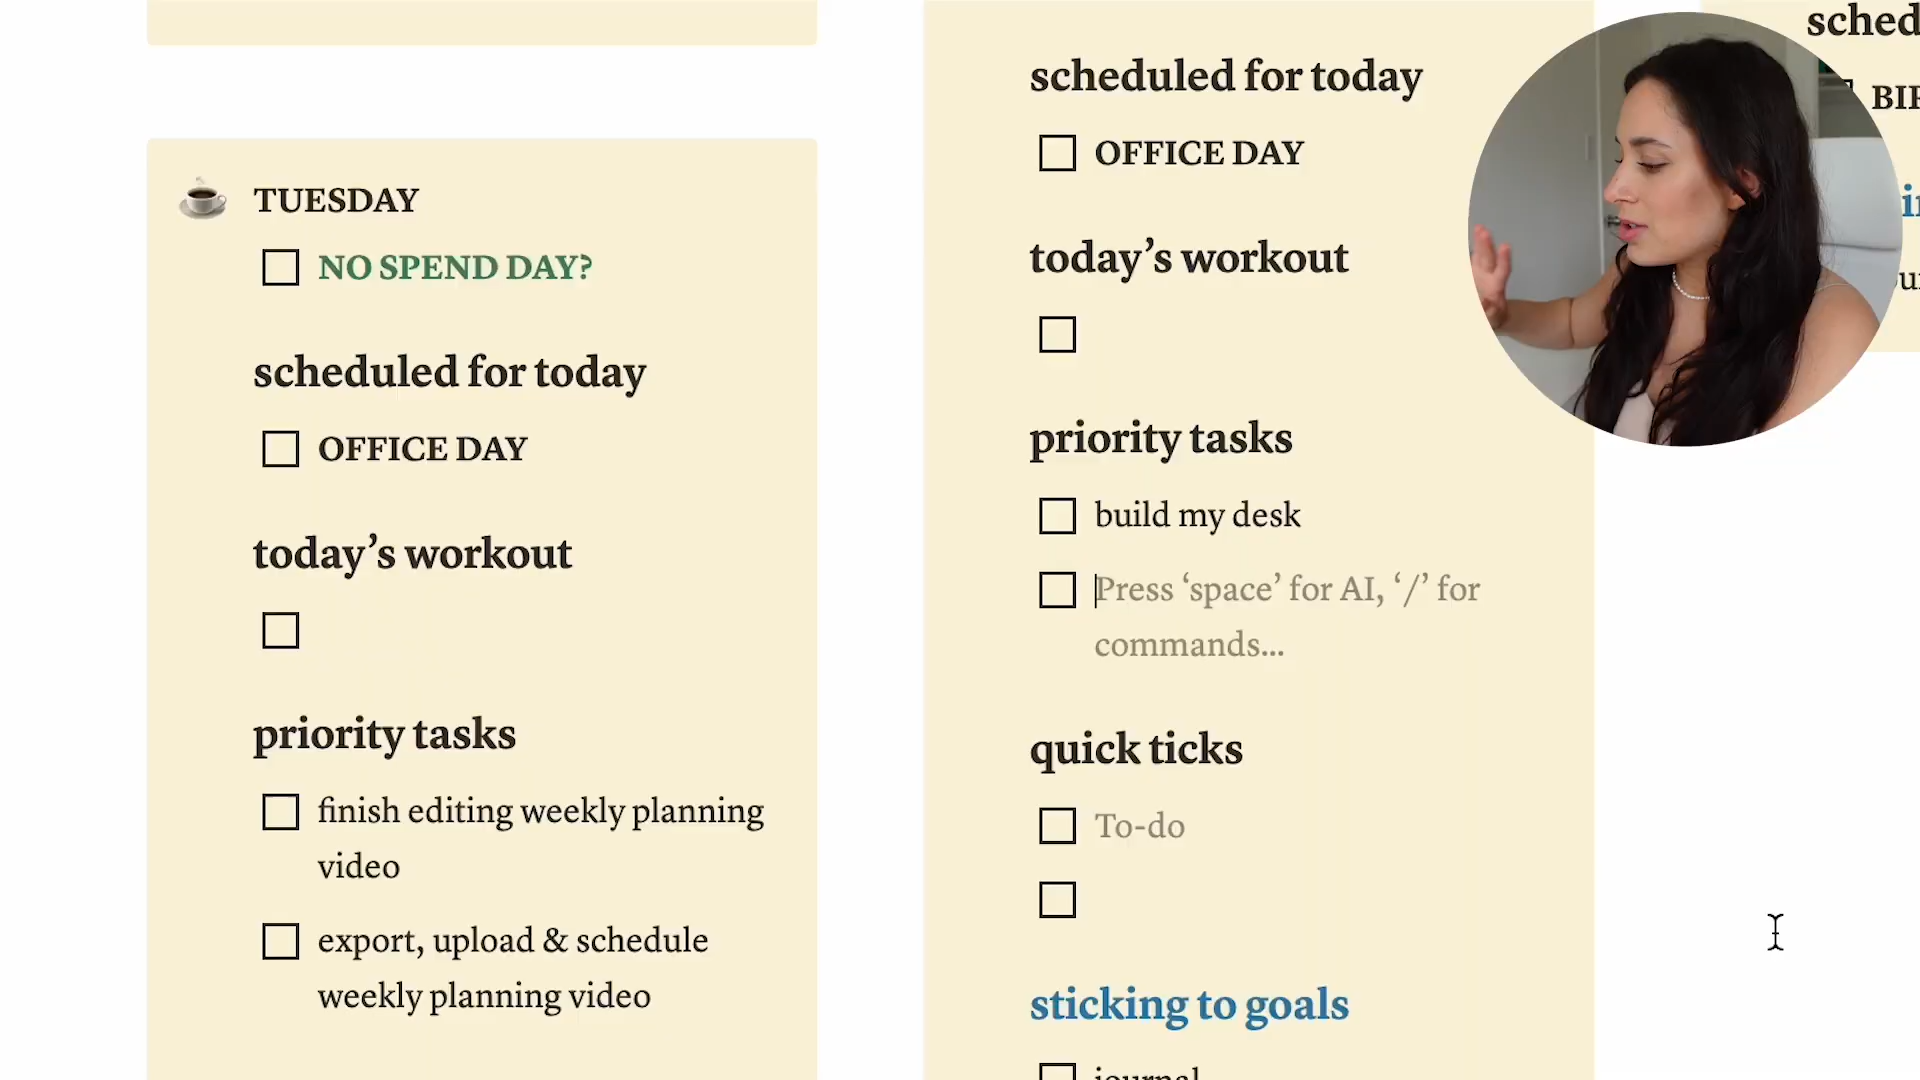 TUESDAY
NO SPEND DAY?
scheduled for today
OFFICE DAY
today’s workout
priority tasks
finish editing weekly planning
video
export, upload & schedule
weekly planning video
scheduled for today
OFFICE DAY
today’s workout
priority tasks
build my desk
Press ‘space’ for AI, ‘/’ for
commands...
quick ticks
To-do
sticking to goals
journal